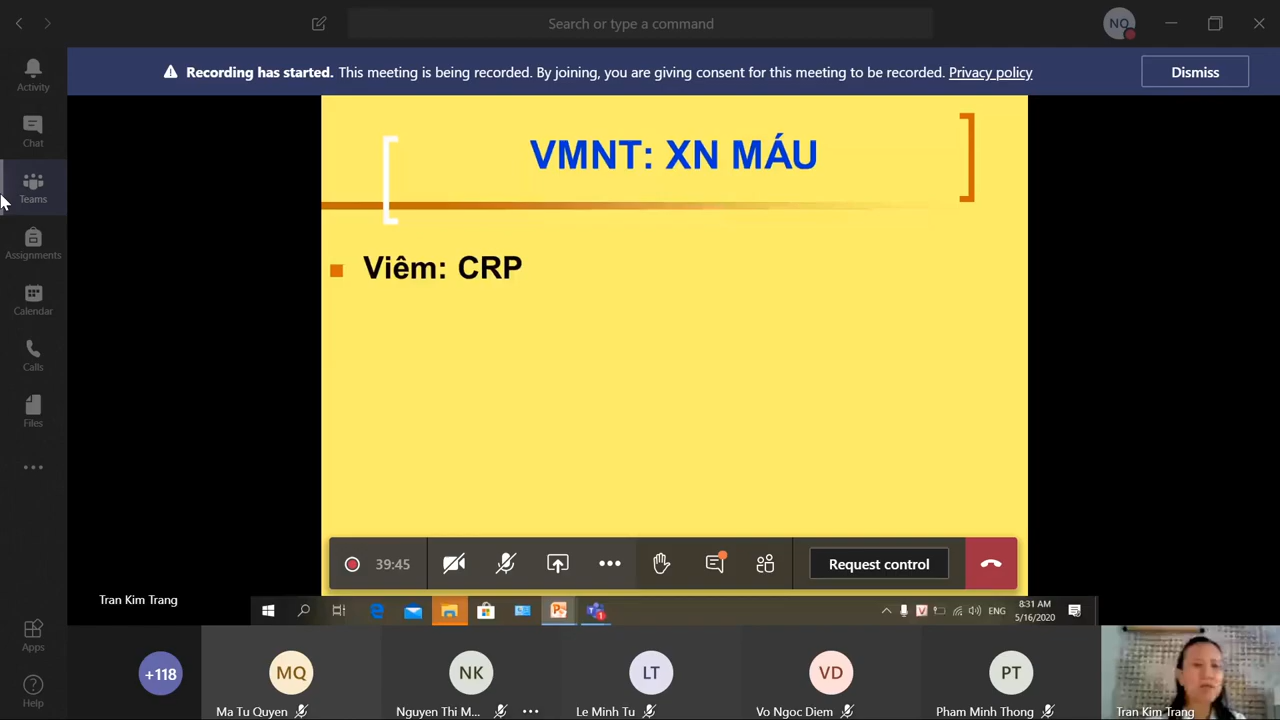 Search or type a command
NQ
Recording has started. This meeting is being recorded. By joining, you are giving consent for this meeting to be recorded. Privacy policy
Dismiss
Activity
Chat
Teams
Assignments
Calendar
Calls
Files
Apps
Help
VMNT: XN MÁU
Viêm: CRP
39:45
Request control
Tran Kim Trang
ENG
8:31 AM
5/16/2020
+118
MQ
NK
LT
VD
PT
Ma Tu Quyen
Nguyen Thi M...
Le Minh Tu
Vo Ngoc Diem
Pham Minh Thong
Tran Kim Trang